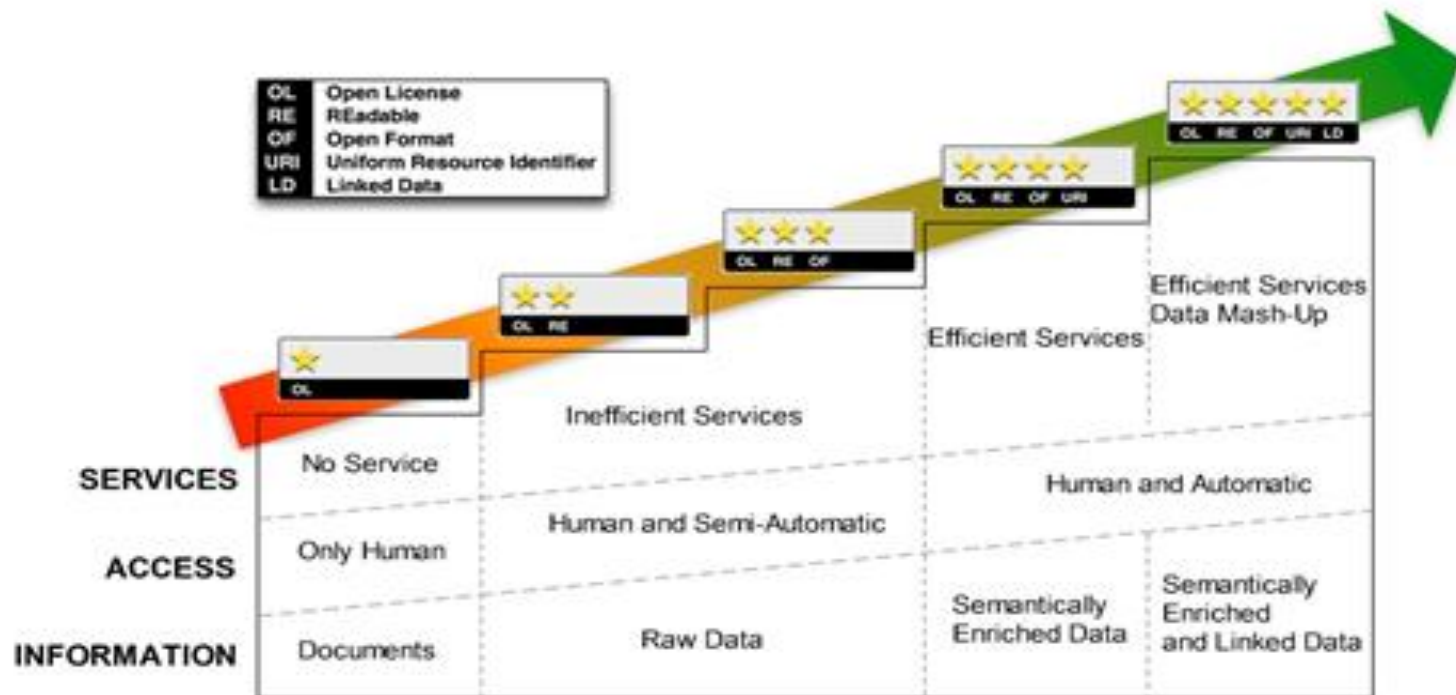 OL Open License
RE REadable
OF Open Format
URI Uniform Resource Identifier
LD Linked Data
OL RE OF URI LD
OL RE OF URI
OL RE OF
OL RE
OL
Efficient Services
Data Mash-Up
Efficient Services
Inefficient Services
SERVICES
No Service
Human and Automatic
Human and Semi-Automatic
ACCESS
Only Human
Semantically
Enriched Data
Semantically
Enriched
and Linked Data
INFORMATION
Documents
Raw Data